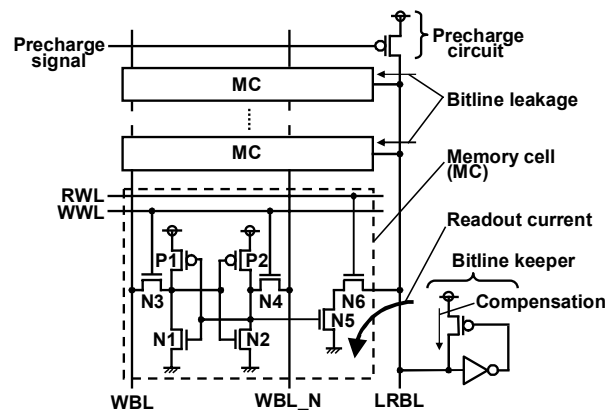 Precharge
signal
Precharge
circuit
MC
Bitline leakage
MC
Memory cell
(MC)
RWL
WWL
Readout current
P1
P2
Bitline keeper
N3
N4
N6
Compensation
N5
N1
N2
WBL
WBL_N
LRBL